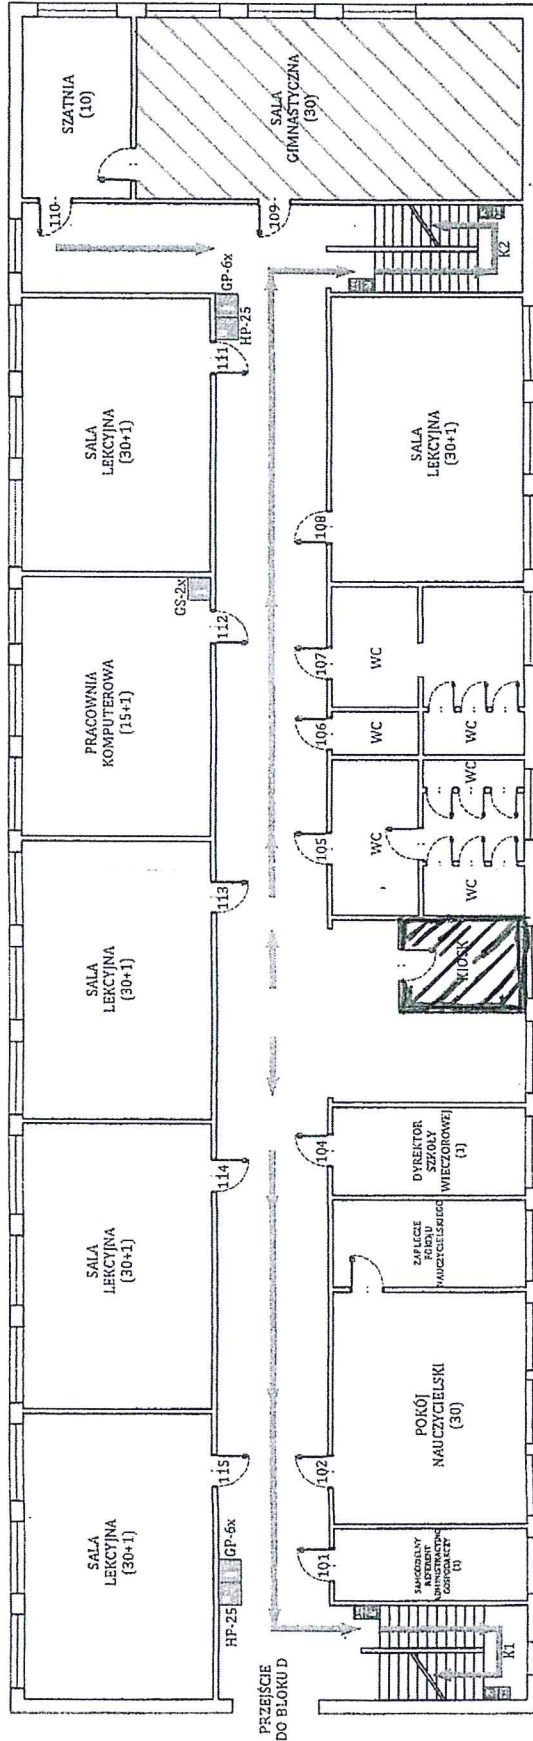 SZATNIA
(10)
SALA
GIMNASTYCZNA
(30)
110
109
K2
GP-6x
HP-25
111
SALA
LEKCYJNA
(30+1)
SALA
LEKCYJNA
(30+1)
108
GS-2x
112
PRACOWNIA
KOMPUTEROWA
(15+1)
107
WC
106
WC
WC
WC
105
WC
WC
113
SALA
LEKCYJNA
(30+1)
KIOSK
114
SALA
LEKCYJNA
(30+1)
104
DYREKTOR
SZKOŁY
WIECZOROWEJ
(1)
ZAPLECZE
POKOJU
NAUCZYCIELSKIEGO
POKÓJ
NAUCZYCIELSKI
(30)
102
115
SALA
LEKCYJNA
(30+1)
GP-6x
HP-25
101
SAMODZIELNY
REFERENT
ADMINISTRACYJNO
GOSPODARCZY
(1)
K1
PRZEJŚCIE
DO BLOKU D